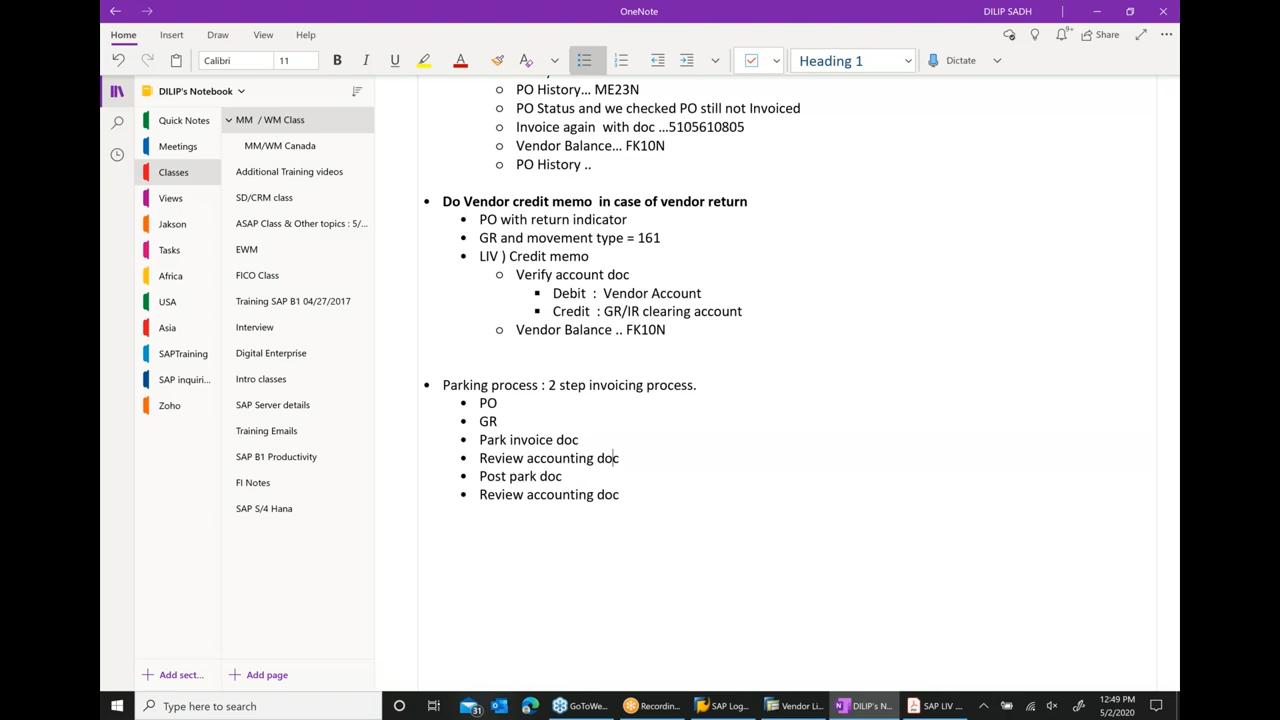 OneNote
DILIP SADH
Home Insert Draw View Help
9+ Share
Calibri 11 B I U A Heading 1 Dictate
DILIP's Notebook
Quick Notes
Meetings
Classes
Views
Jakson
Tasks
Africa
USA
Asia
SAPTraining
SAP inquiri...
Zoho
Add sect...
MM / WM Class
MM/WM Canada
Additional Training videos
SD/CRM class
ASAP Class & Other topics : 5/...
EWM
FICO Class
Training SAP B1 04/27/2017
Interview
Digital Enterprise
Intro classes
SAP Server details
Training Emails
SAP B1 Productivity
FI Notes
SAP S/4 Hana
Add page
PO History... ME23N
PO Status and we checked PO still not Invoiced
Invoice again with doc ...5105610805
Vendor Balance... FK10N
PO History ..
Do Vendor credit memo in case of vendor return
PO with return indicator
GR and movement type = 161
LIV ) Credit memo
Verify account doc
Debit : Vendor Account
Credit : GR/IR clearing account
Vendor Balance .. FK10N
Parking process : 2 step invoicing process.
PO
GR
Park invoice doc
Review accounting doc
Post park doc
Review accounting doc
Type here to search
31
GoToWe...
Recordin...
SAP Log...
Vendor Li...
DILIP's N...
SAP LIV ...
12:49 PM
5/2/2020